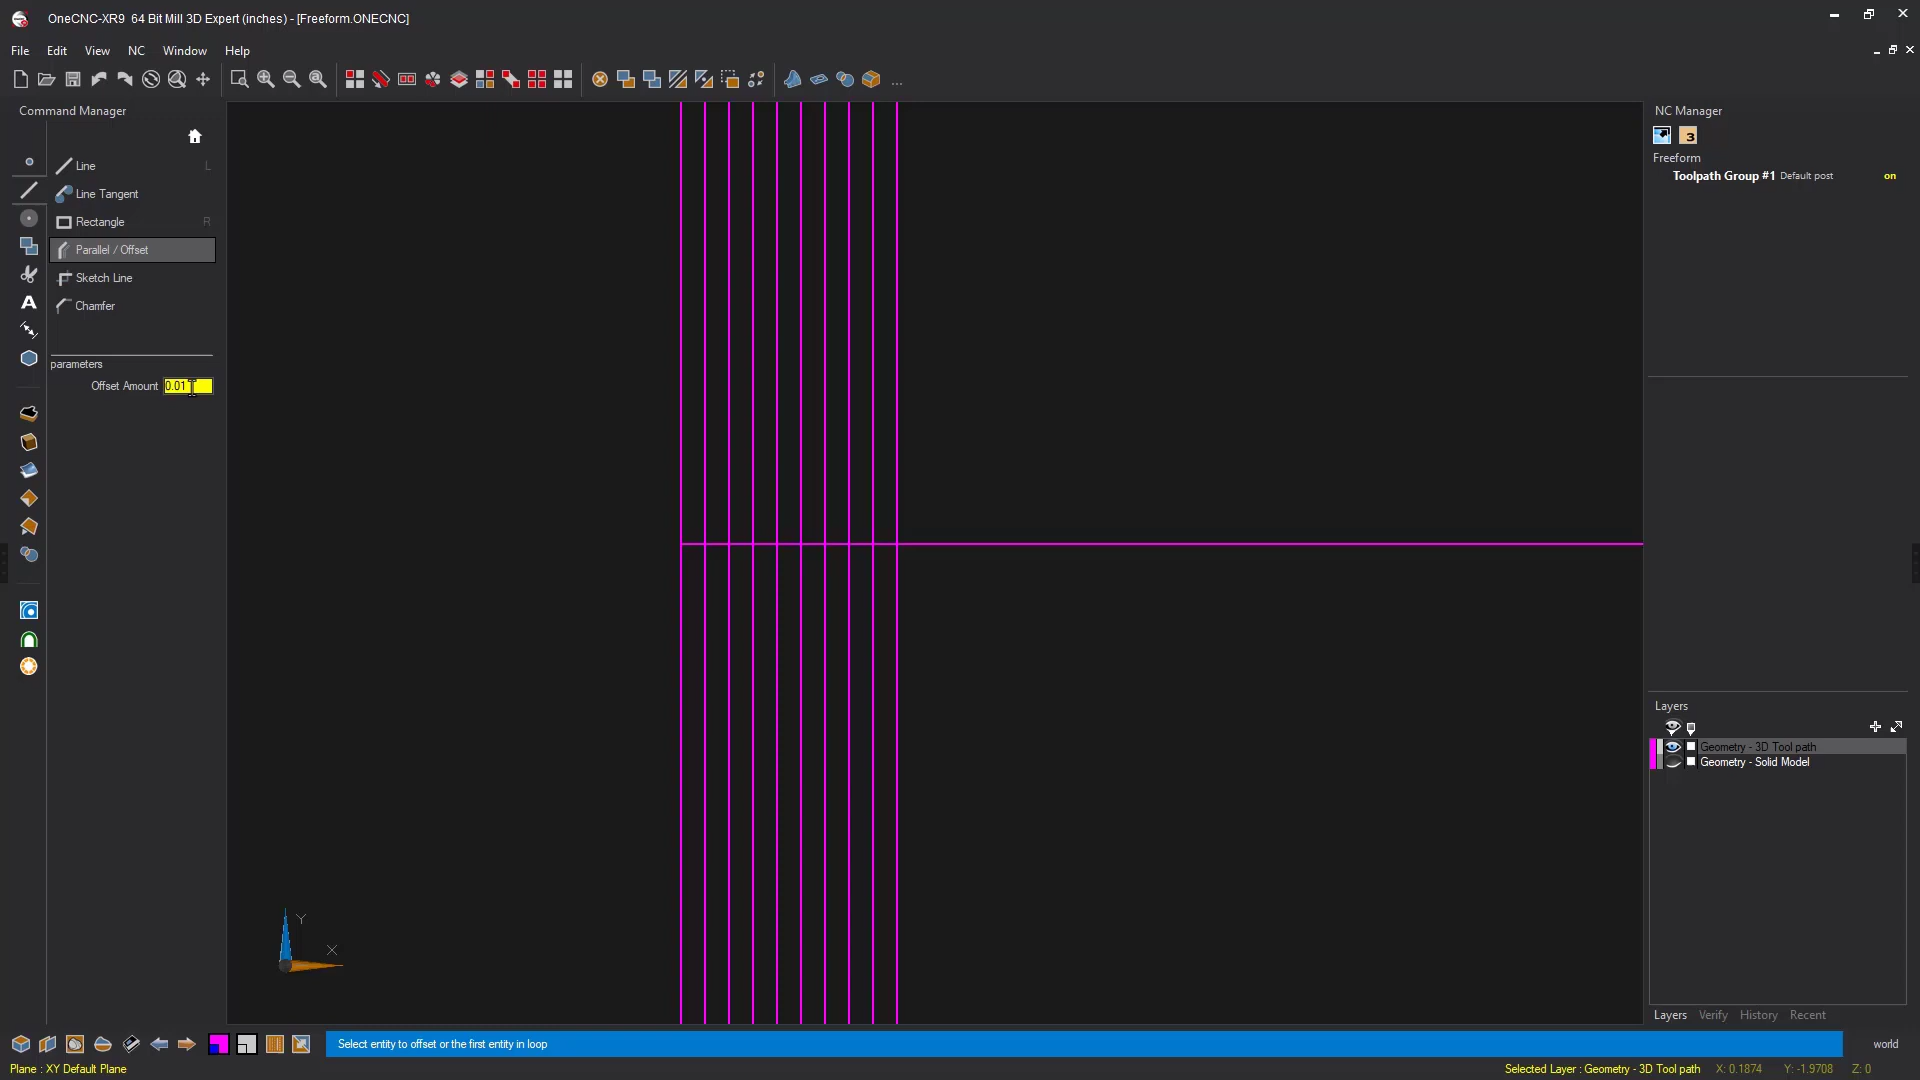 OneCNC-XR9  64 Bit Mill 3D Expert (inches) - [Freeform.ONECNC]
File Edit View NC Window Help
Command Manager
Line L
Line Tangent
Rectangle R
Parallel / Offset
Sketch Line
Chamfer
parameters
Offset Amount 0.01
A
Y
X
NC Manager
3
Freeform
Toolpath Group #1 Default post on
Layers
Geometry - 3D Tool path
Geometry - Solid Model
Layers Verify History Recent
Select entity to offset or the first entity in loop
world
Plane : XY Default Plane
Selected Layer : Geometry - 3D Tool path X: 0.1874 Y: -1.9708 Z: 0